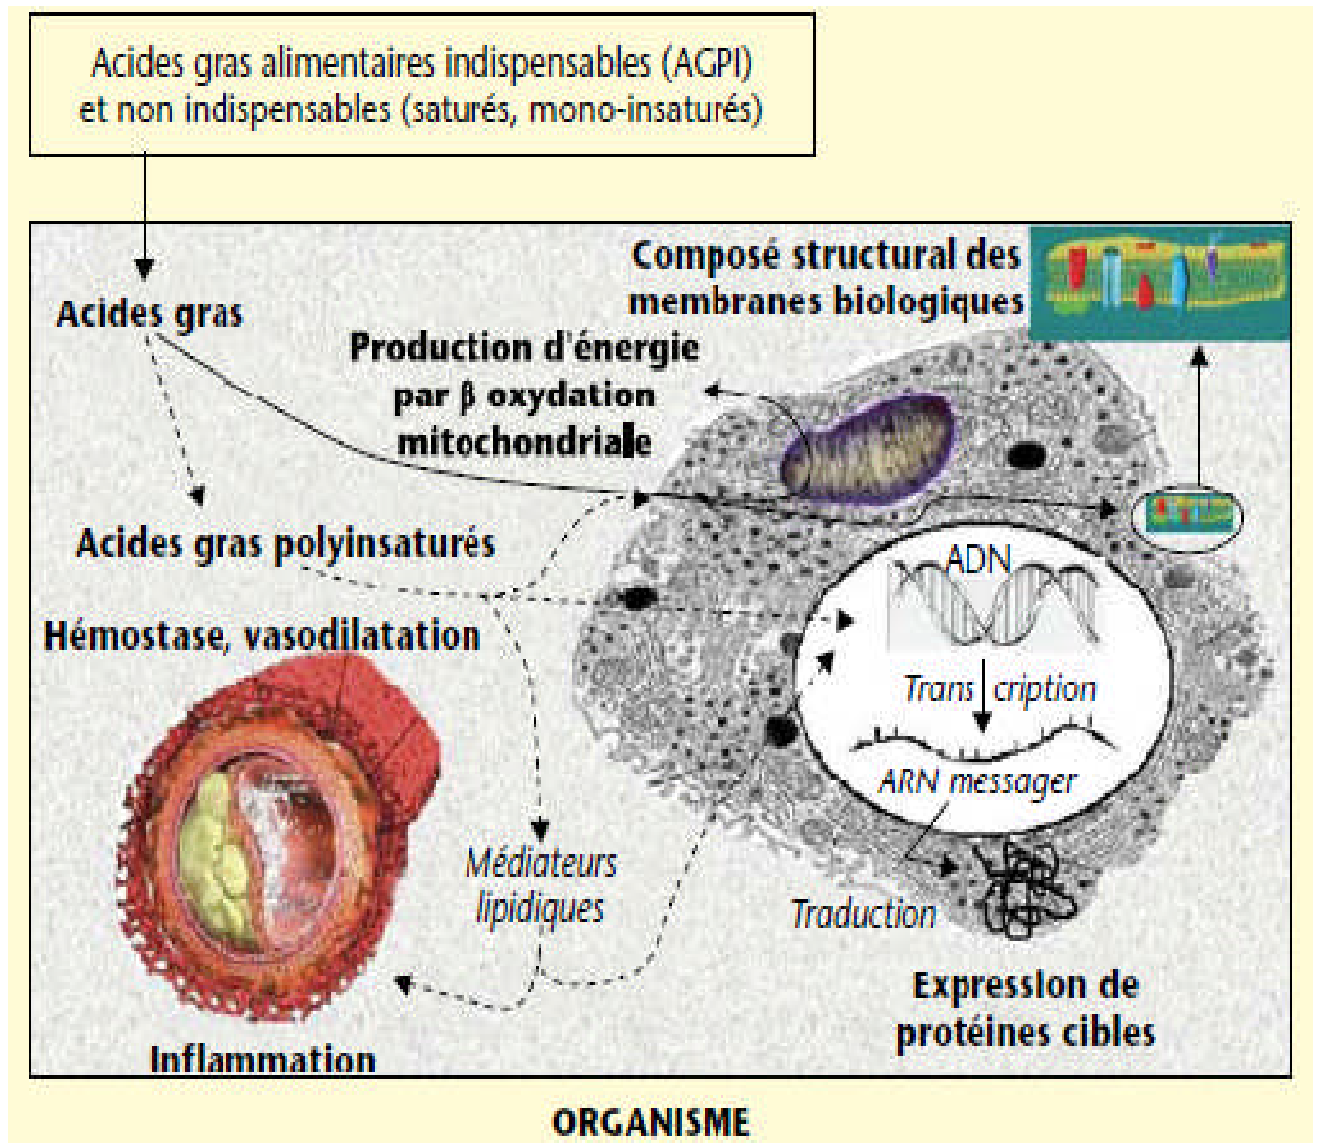 Acides gras alimentaires indispensables (AGPI)
et non indispensables (saturés, mono-insaturés)
Composé structural des
membranes biologiques
Acides gras
Production d'énergie
par β oxydation
mitochondriale
Acides gras polyinsaturés
ADN
Hémostase, vasodilatation
Transcription
ARN messager
Médiateurs
lipidiques
Traduction
Expression de
protéines cibles
Inflammation
ORGANISME